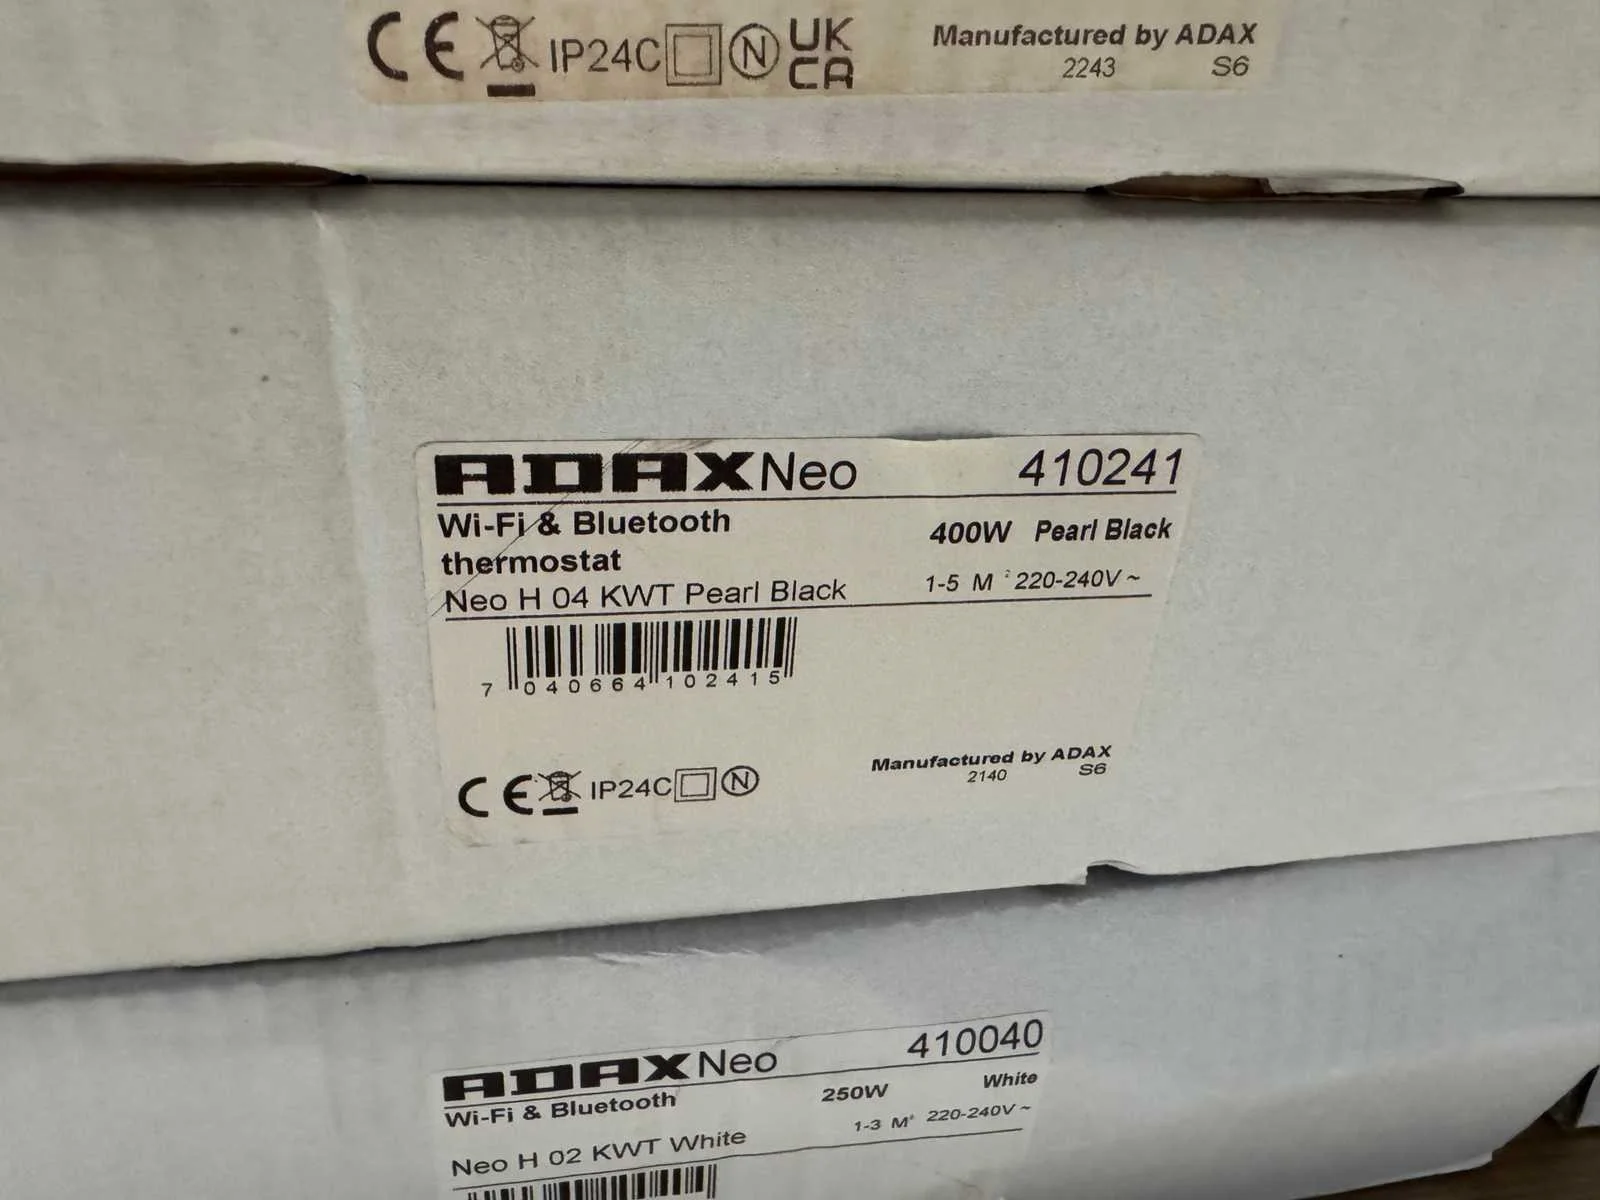 CE IP24C N UK CA Manufactured by ADAX
2243 S6
ADAX Neo 410241
Wi-Fi & Bluetooth thermostat
400W Pearl Black
Neo H 04 KWT Pearl Black
1-5 M² 220-240V ~
7 040664 102415
CE IP24C N Manufactured by ADAX
2140 S6
ADAX Neo 410040
Wi-Fi & Bluetooth 250W White
Neo H 02 KWT White 1-3 M² 220-240V ~